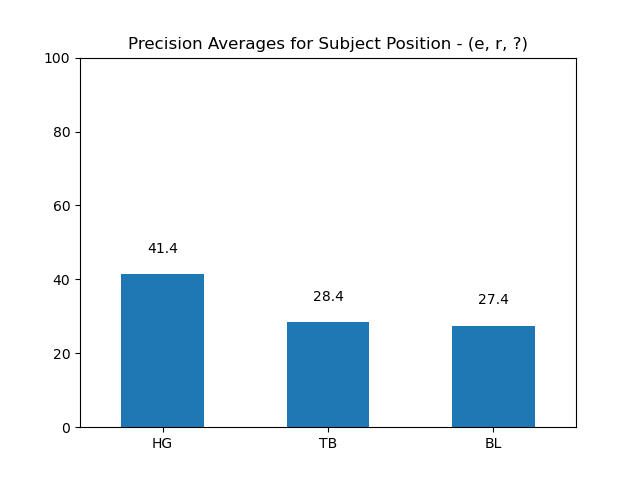 Precision Averages for Subject Position - (e, r, ?)
100
80
60
40
20
0
41.4
28.4
27.4
HG
TB
BL